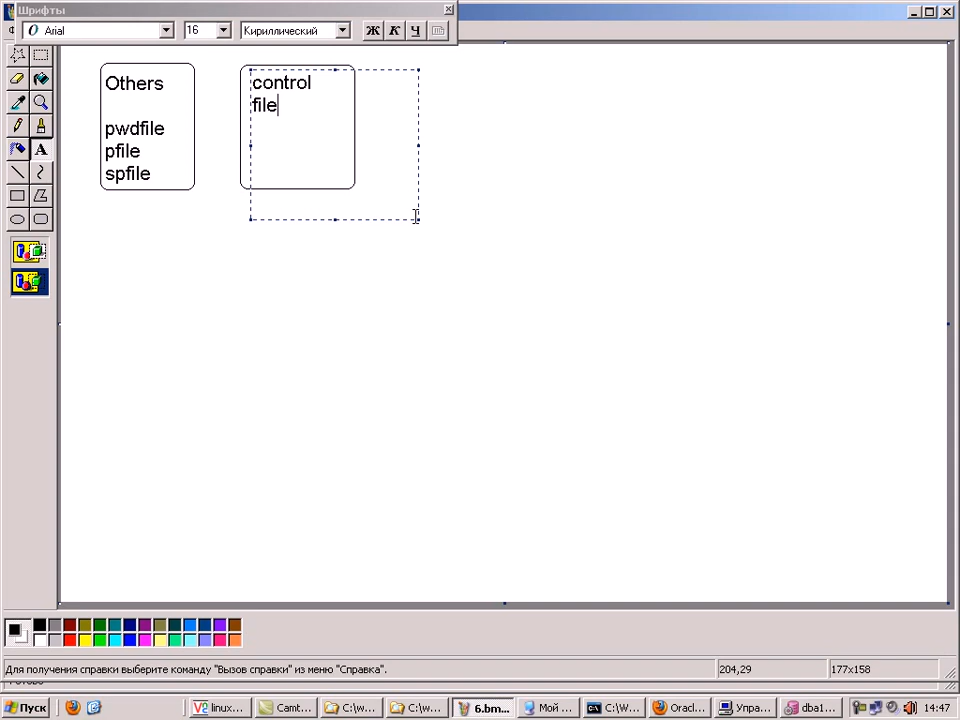 Шрифты
Arial
16
Кириллический
Ж К Ч
A
Others
pwdfile
pfile
spfile
control
file
Для получения справки выберите команду "Вызов справки" из меню "Справка".
204,29
177x158
Пуск
linux...
Camt...
C:\w...
C:\w...
6.bm...
Мой ...
C:\W...
Oracl...
Упра...
dba1...
14:47